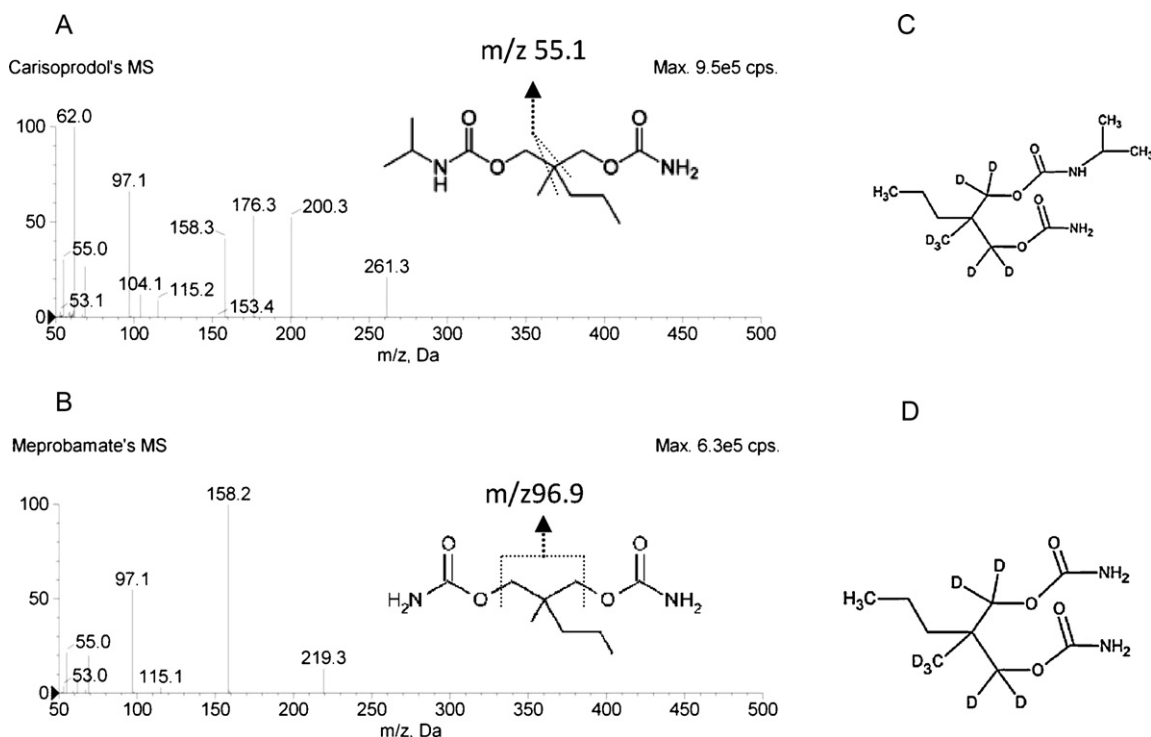 A
Carisoprodol's MS
m/z 55.1
Max. 9.5e5 cps.
100
50
0
62.0
97.1
55.0
53.1
104.1
115.2
158.3
153.4
176.3
200.3
261.3
O
N
H
O
O
O
NH₂
50 100 150 200 250 300 350 400 450 500
m/z, Da
B
Meprobamate's MS
m/z96.9
Max. 6.3e5 cps.
100
50
0
158.2
97.1
55.0
53.0
115.1
219.3
O
H₂N
O
O
O
NH₂
50 100 150 200 250 300 350 400 450 500
m/z, Da
C
CH₃
O
D D
O NH CH₃
H₃C
O
D₃C
O NH₂
D D
D
O
D D
O NH₂
H₃C
O
D₃C
O NH₂
D D